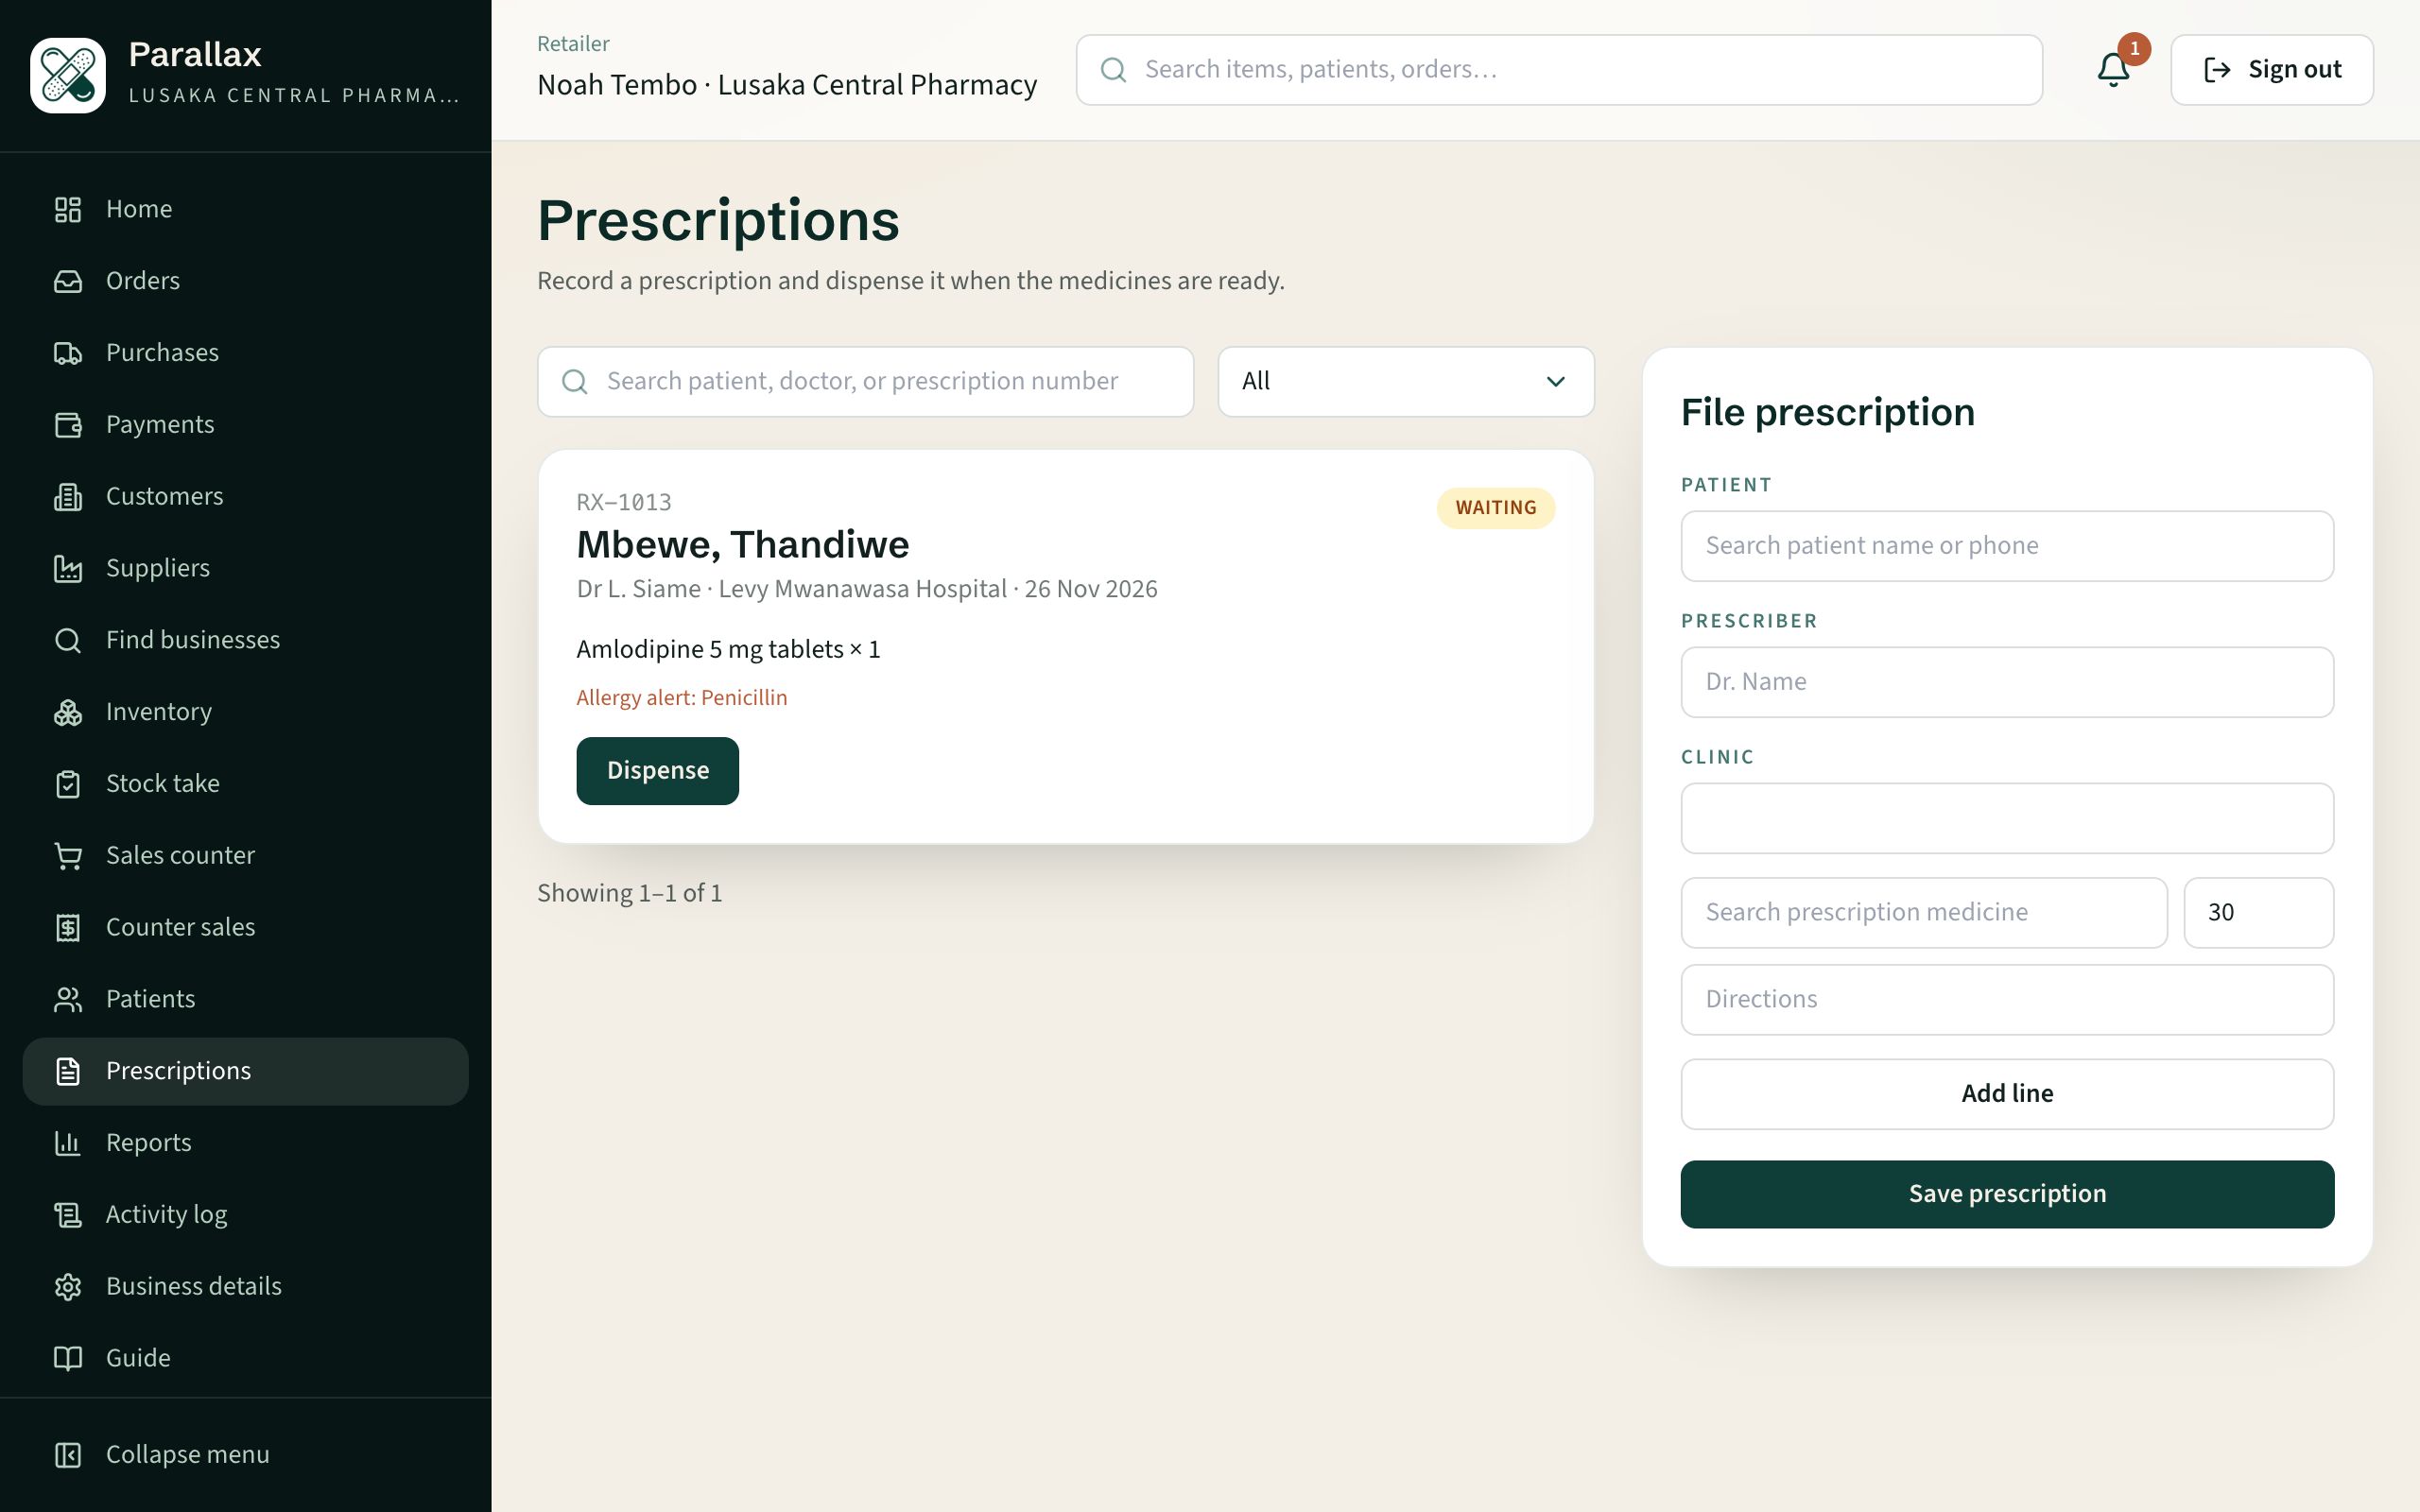 Parallax
LUSAKA CENTRAL PHARMA…
Home
Orders
Purchases
Payments
Customers
Suppliers
Find businesses
Inventory
Stock take
Sales counter
Counter sales
Patients
Prescriptions
Reports
Activity log
Business details
Guide
Collapse menu
Retailer
Noah Tembo · Lusaka Central Pharmacy
Search items, patients, orders…
1
Sign out
Prescriptions
Record a prescription and dispense it when the medicines are ready.
Search patient, doctor, or prescription number
All
RX-1013
WAITING
Mbewe, Thandiwe
Dr L. Siame · Levy Mwanawasa Hospital · 26 Nov 2026
Amlodipine 5 mg tablets × 1
Allergy alert: Penicillin
Dispense
Showing 1–1 of 1
File prescription
PATIENT
Search patient name or phone
PRESCRIBER
Dr. Name
CLINIC
Search prescription medicine
30
Directions
Add line
Save prescription